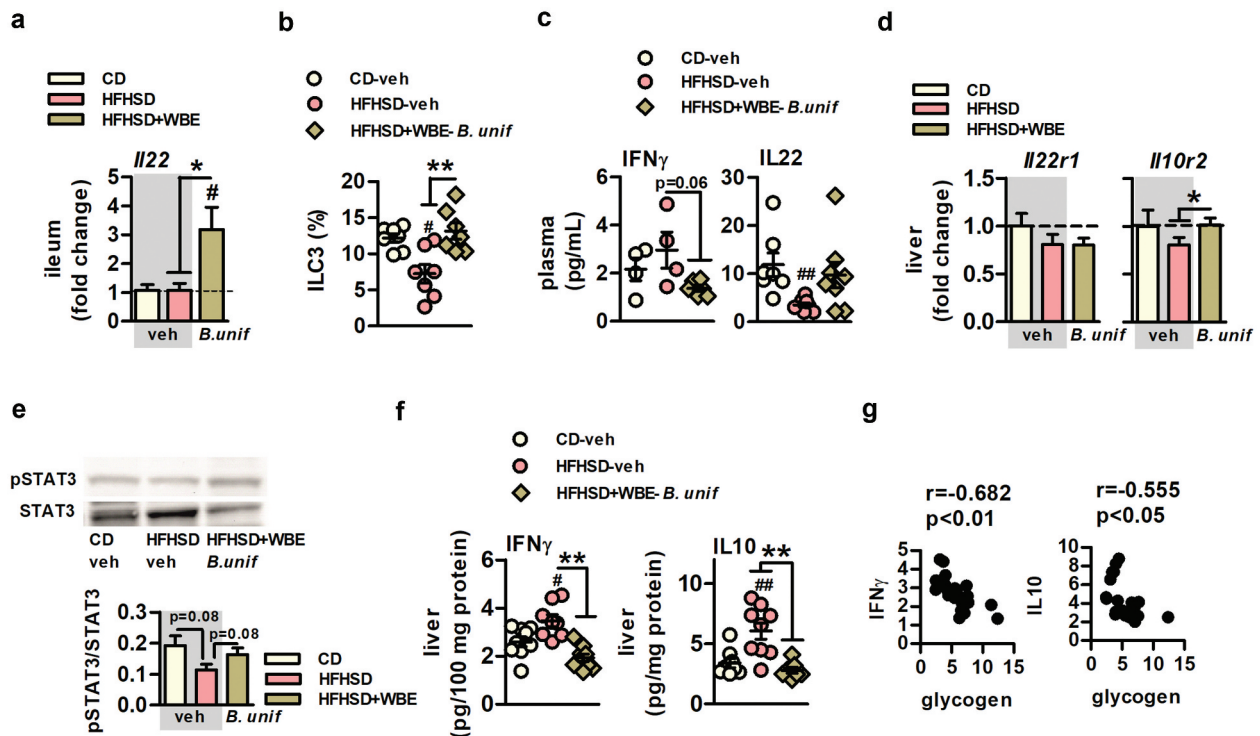 a
CD
HFHSD
HFHSD+WBE
Il22
*
#
ileum
(fold change)
5
4
3
2
1
0
veh
B.unif
b
CD-veh
HFHSD-veh
HFHSD+WBE- B. unif
**
#
ILC3 (%)
20
15
10
5
0
c
CD-veh
HFHSD-veh
HFHSD+WBE- B. unif
IFNγ
p=0.06
plasma
(pg/mL)
6
4
2
0
IL22
##
30
20
10
0
d
CD
HFHSD
HFHSD+WBE
Il22r1
Il10r2
*
liver
(fold change)
1.5
1.0
0.5
0.0
veh
B. unif
veh
B. unif
e
pSTAT3
STAT3
CD HFHSD HFHSD+WBE
veh veh B.unif
pSTAT3/STAT3
0.3
0.2
0.1
0.0
p=0.08
p=0.08
veh
B. unif
CD
HFHSD
HFHSD+WBE
f
CD-veh
HFHSD-veh
HFHSD+WBE- B. unif
IFNγ
**
#
liver
(pg/100 mg protein)
6
4
2
0
IL10
**
##
liver
(pg/mg protein)
15
10
5
0
g
r=-0.682
p<0.01
IFNγ
5
4
3
2
1
0
0 5 10 15
glycogen
r=-0.555
p<0.05
IL10
10
8
6
4
2
0
0 5 10 15
glycogen